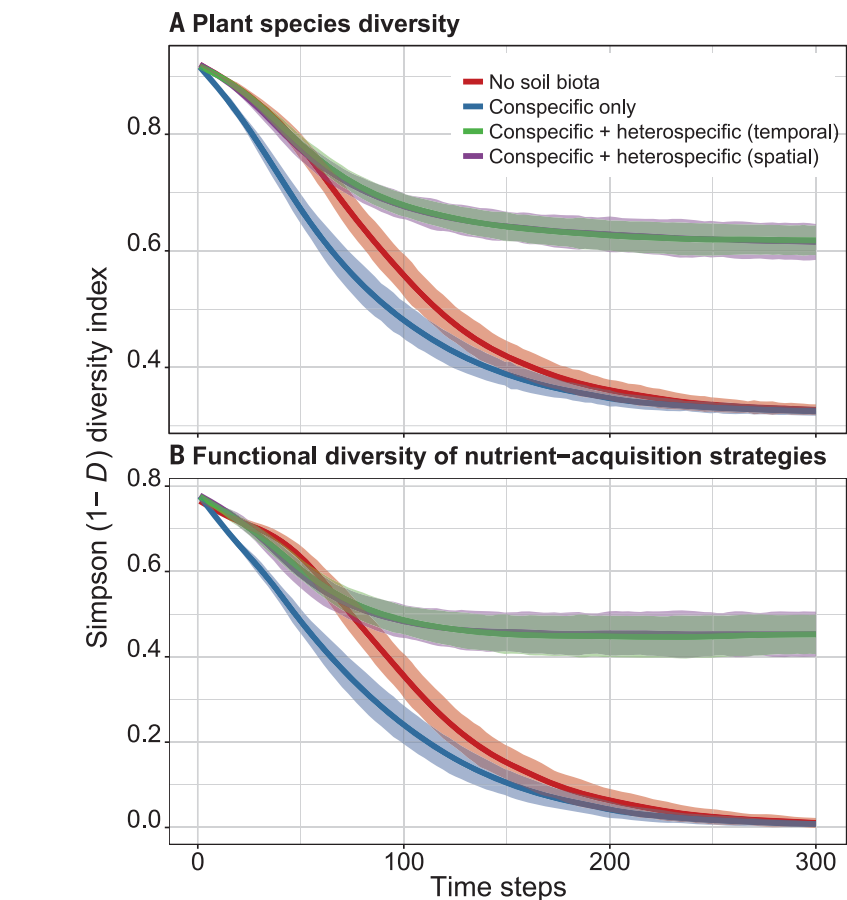 A Plant species diversity
No soil biota
Conspecific only
Conspecific + heterospecific (temporal)
Conspecific + heterospecific (spatial)
0.8
0.6
0.4
Simpson (1− D) diversity index
B Functional diversity of nutrient−acquisition strategies
0.8
0.6
0.4
0.2
0.0
0 100 200 300
Time steps